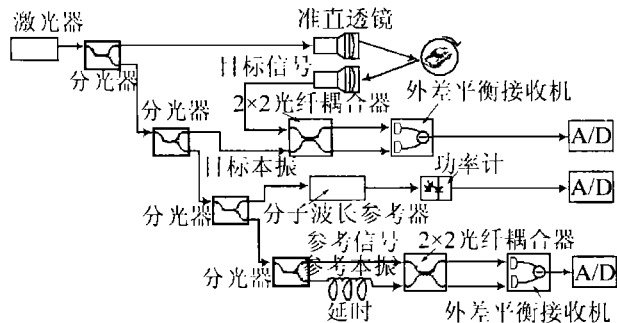 激光器
准直透镜
分光器
目标信号
分光器
2×2光纤耦合器
外差平衡接收机
A/D
目标本振
功率计
分光器
分子波长参考器
A/D
参考信号
2×2光纤耦合器
分光器
参考本振
A/D
延时
外差平衡接收机